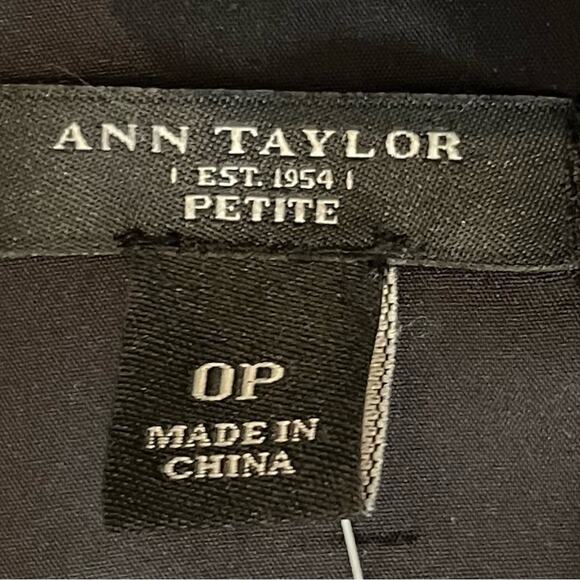 ANN TAYLOR
EST. 1954
PETITE
0P
MADE IN
CHINA